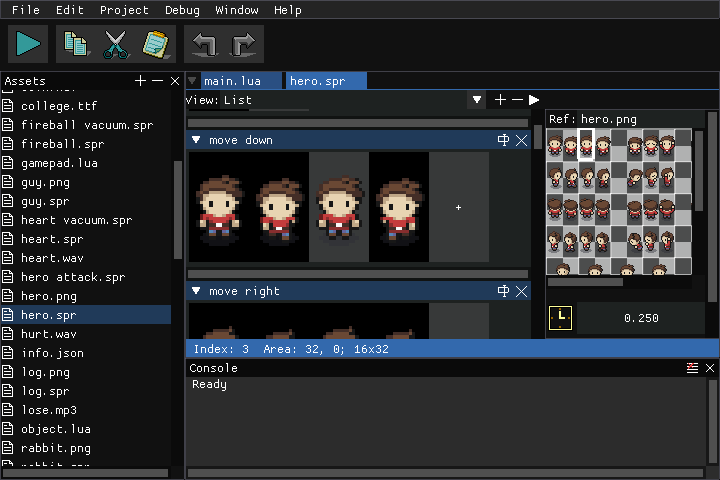 File Edit Project Debug Window Help
Assets
main.lua hero.spr
View: List
college.ttf
fireball vacuum.spr
fireball.spr
gamepad.lua
guy.png
guy.spr
heart vacuum.spr
heart.spr
heart.wav
hero attack.spr
hero.png
hero.spr
hurt.wav
info.json
log.png
log.spr
lose.mp3
object.lua
rabbit.png
rabbit.spr
move down
move right
Ref: hero.png
0.250
Index: 3 Area: 32, 0; 16x32
Console
Ready